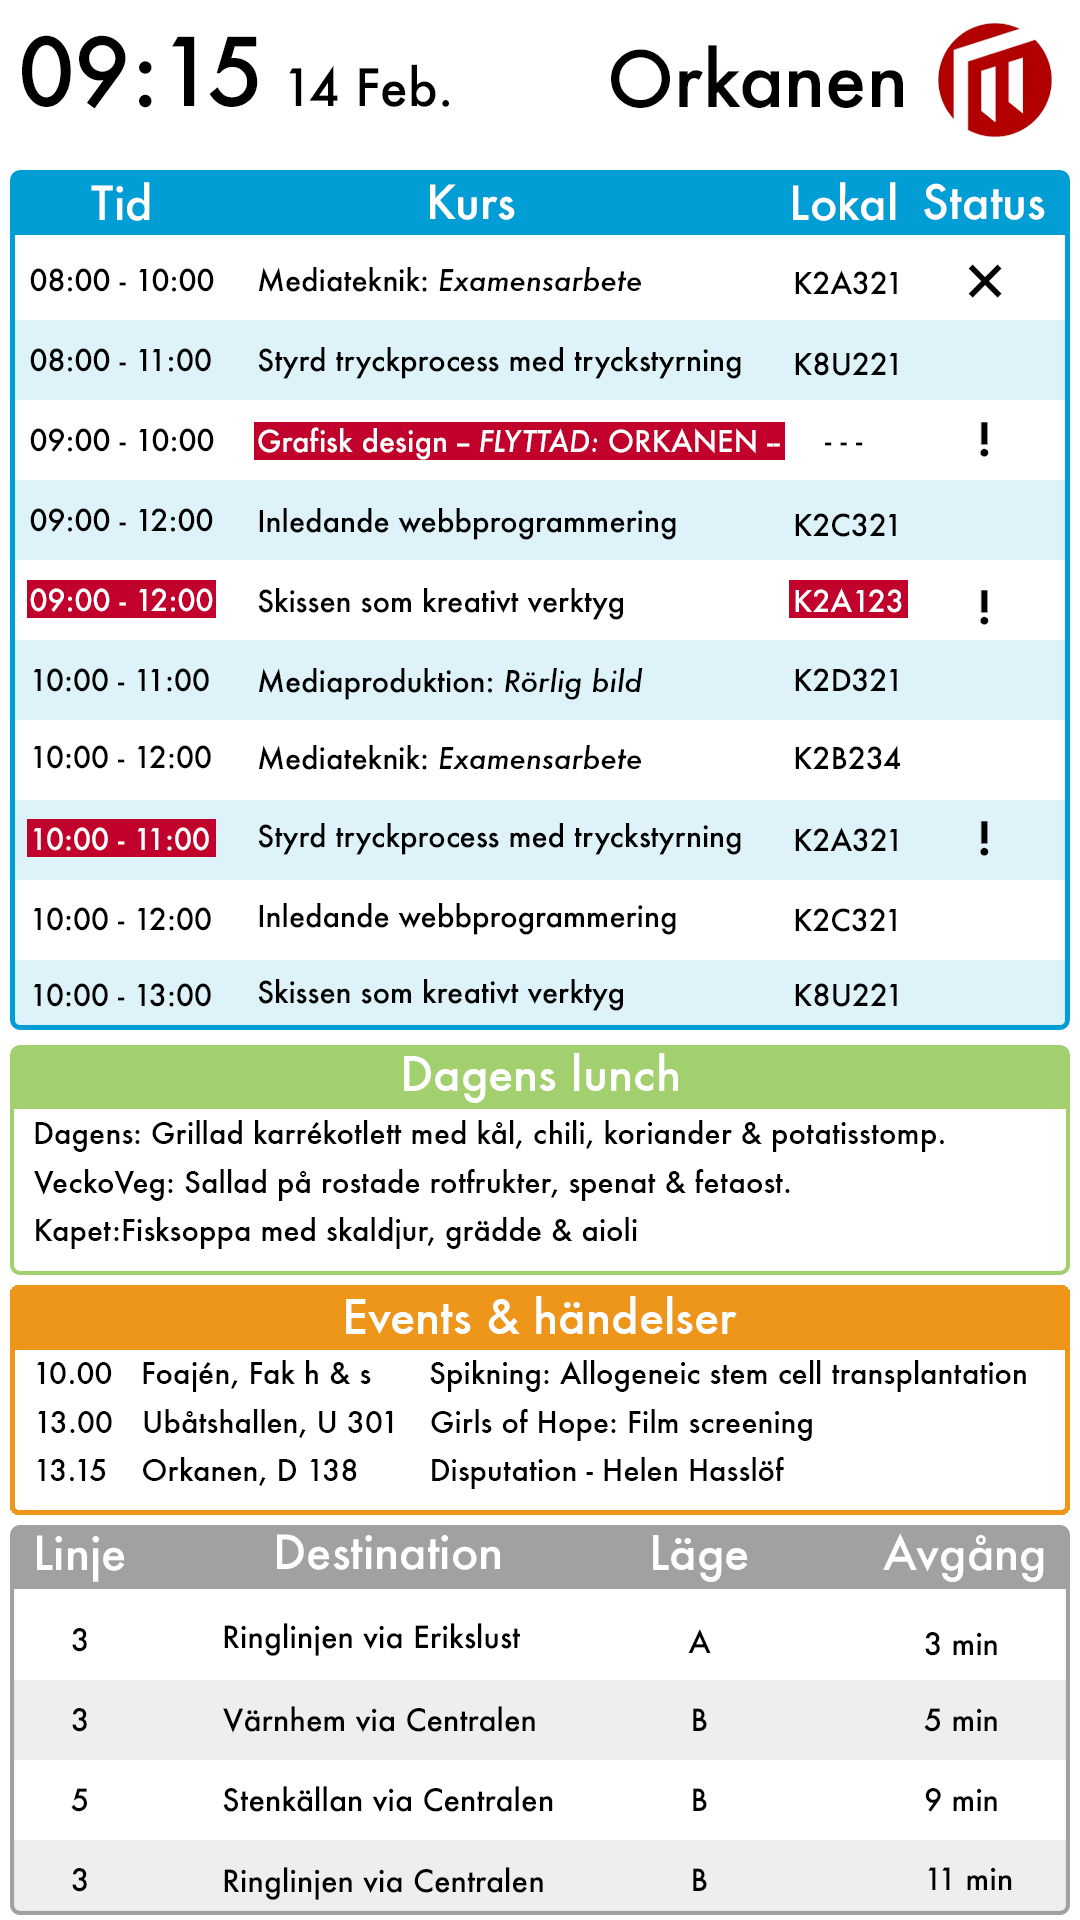 09:15 14 Feb. Orkanen
Tid Kurs Lokal Status
08:00 - 10:00 Mediateknik: Examensarbete K2A321 ✕
08:00 - 11:00 Styrd tryckprocess med tryckstyrning K8U221
09:00 - 10:00 Grafisk design – FLYTTAD: ORKANEN – - - - !
09:00 - 12:00 Inledande webbprogrammering K2C321
09:00 - 12:00 Skissen som kreativt verktyg K2A123 !
10:00 - 11:00 Mediaproduktion: Rörlig bild K2D321
10:00 - 12:00 Mediateknik: Examensarbete K2B234
10:00 - 11:00 Styrd tryckprocess med tryckstyrning K2A321 !
10:00 - 12:00 Inledande webbprogrammering K2C321
10:00 - 13:00 Skissen som kreativt verktyg K8U221
Dagens lunch
Dagens: Grillad karrékotlett med kål, chili, koriander & potatisstomp.
VeckoVeg: Sallad på rostade rotfrukter, spenat & fetaost.
Kapet:Fisksoppa med skaldjur, grädde & aioli
Events & händelser
10.00 Foajén, Fak h & s Spikning: Allogeneic stem cell transplantation
13.00 Ubåtshallen, U 301 Girls of Hope: Film screening
13.15 Orkanen, D 138 Disputation - Helen Hasslöf
Linje Destination Läge Avgång
3 Ringlinjen via Erikslust A 3 min
3 Värnhem via Centralen B 5 min
5 Stenkällan via Centralen B 9 min
3 Ringlinjen via Centralen B 11 min